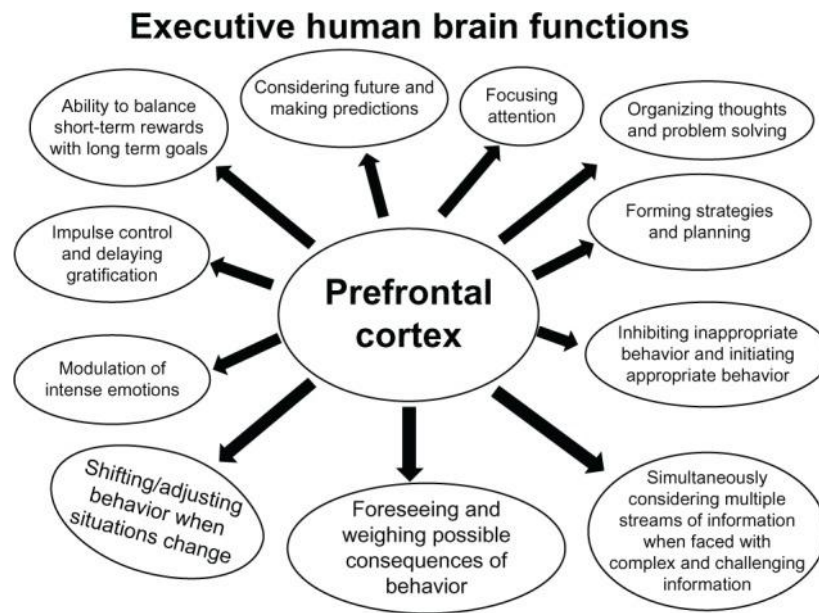 Executive human brain functions
Ability to balance
short-term rewards
with long term goals
Considering future and
making predictions
Focusing
attention
Organizing thoughts
and problem solving
Impulse control
and delaying
gratification
Forming strategies
and planning
Prefrontal
cortex
Modulation of
intense emotions
Inhibiting inappropriate
behavior and initiating
appropriate behavior
Shifting/adjusting
behavior when
situations change
Foreseeing and
weighing possible
consequences of
behavior
Simultaneously
considering multiple
streams of information
when faced with
complex and challenging
information